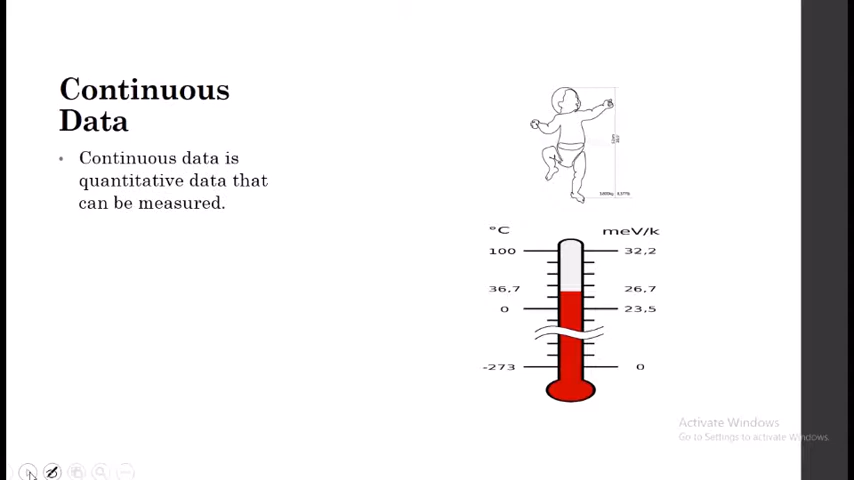 Continuous
Data
• Continuous data is
quantitative data that
can be measured.
°C meV/k
100 32,2
36,7 26,7
0 23,5
-273 0
Activate Windows
Go to Settings to activate Windows.